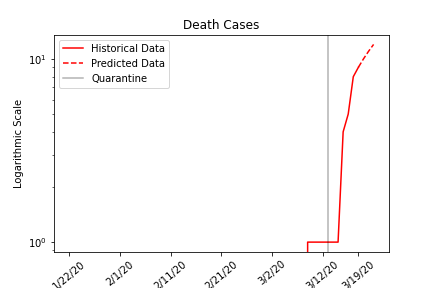 Death Cases
Historical Data
Predicted Data
Quarantine
Logarithmic Scale
10¹
10⁰
1/22/20
2/1/20
2/11/20
2/21/20
3/2/20
3/12/20
3/19/20